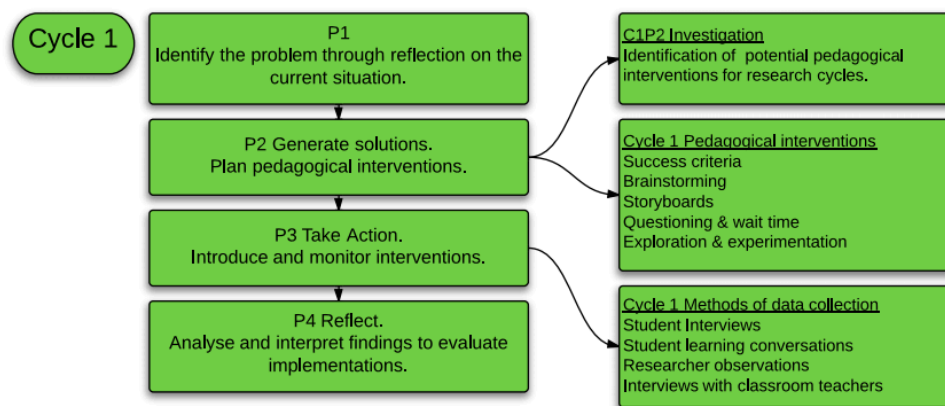 Cycle 1
P1
Identify the problem through reflection on the
current situation.
P2 Generate solutions.
Plan pedagogical interventions.
P3 Take Action.
Introduce and monitor interventions.
P4 Reflect.
Analyse and interpret findings to evaluate
implementations.
C1P2 Investigation
Identification of potential pedagogical
interventions for research cycles.
Cycle 1 Pedagogical interventions
Success criteria
Brainstorming
Storyboards
Questioning & wait time
Exploration & experimentation
Cycle 1 Methods of data collection
Student Interviews
Student learning conversations
Researcher observations
Interviews with classroom teachers